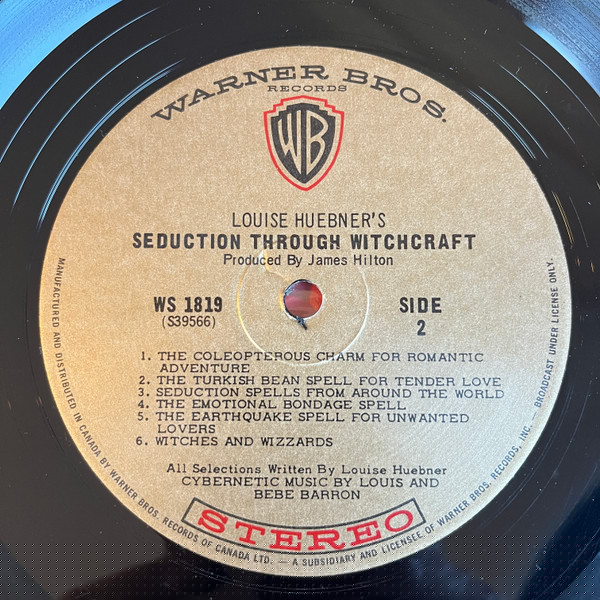 WARNER BROS.
RECORDS
WB
LOUISE HUEBNER'S
SEDUCTION THROUGH WITCHCRAFT
Produced By James Hilton
WS 1819
(S39566)
SIDE
2
1. THE COLEOPTEROUS CHARM FOR ROMANTIC
ADVENTURE
2. THE TURKISH BEAN SPELL FOR TENDER LOVE
3. SEDUCTION SPELLS FROM AROUND THE WORLD
4. THE EMOTIONAL BONDAGE SPELL
5. THE EARTHQUAKE SPELL FOR UNWANTED
LOVERS
6. WITCHES AND WIZZARDS
All Selections Written By Louise Huebner
CYBERNETIC MUSIC BY LOUIS AND
BEBE BARRON
STEREO
MANUFACTURED AND DISTRIBUTED IN CANADA BY WARNER BROS. RECORDS OF CANADA LTD. — A SUBSIDIARY AND LICENSEE OF WARNER BROS. RECORDS, INC. — BROADCAST UNDER LICENSE ONLY.